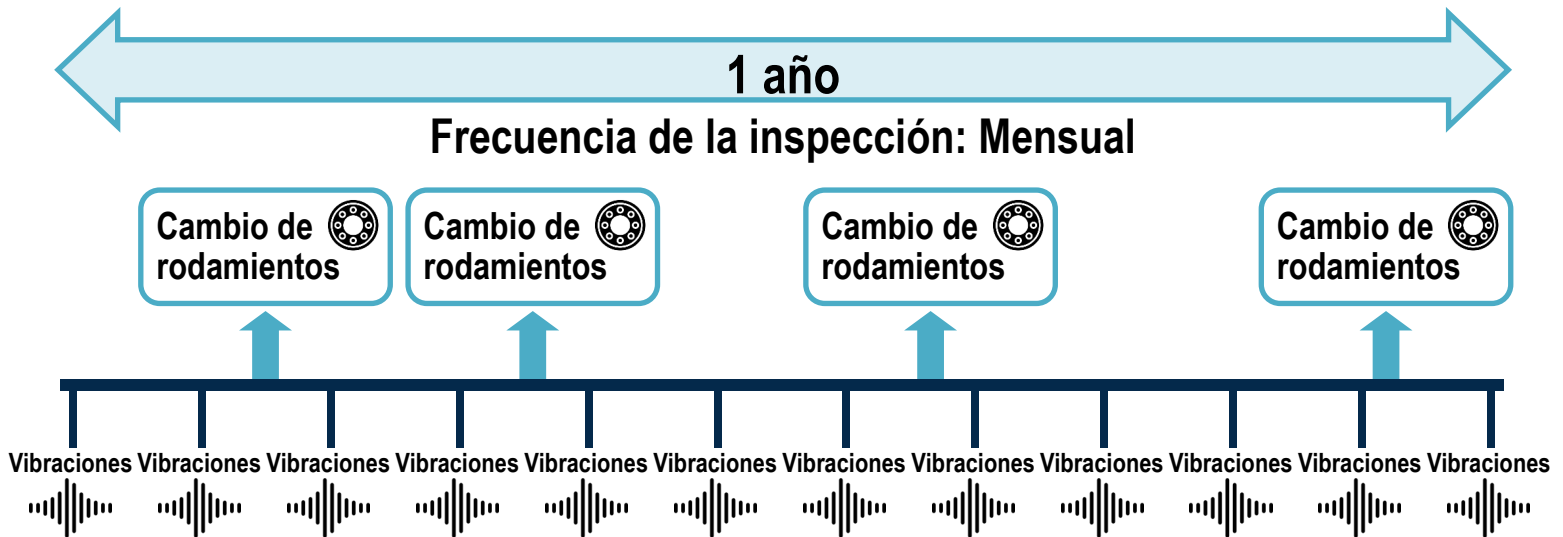 1 año
Frecuencia de la inspección: Mensual
Cambio de
rodamientos
Cambio de
rodamientos
Cambio de
rodamientos
Cambio de
rodamientos
Vibraciones Vibraciones Vibraciones Vibraciones Vibraciones Vibraciones Vibraciones Vibraciones Vibraciones Vibraciones Vibraciones Vibraciones